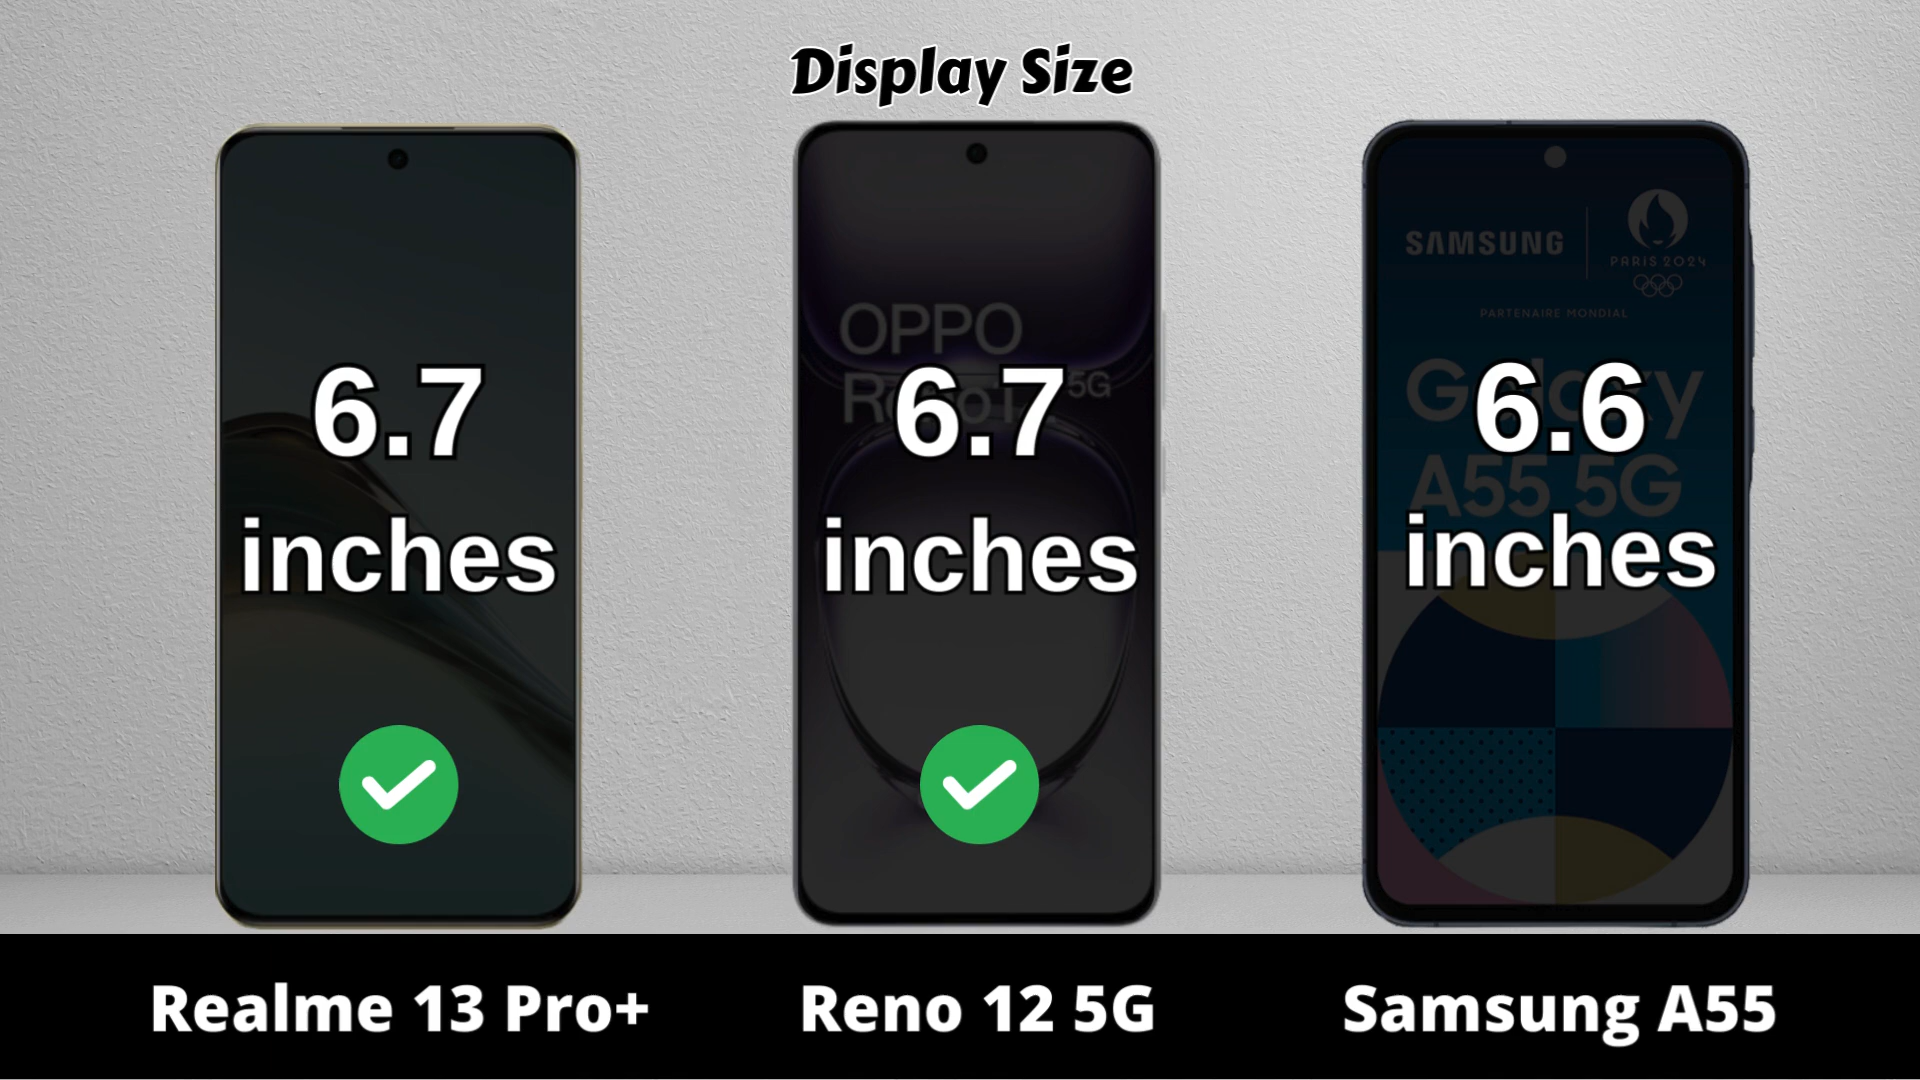 Display Size
6.7
inches
OPPO
5G
6.7
inches
SAMSUNG
PARIS 2024
PARTENAIRE MONDIAL
Galaxy
6.6
A55 5G
inches
Realme 13 Pro+
Reno 12 5G
Samsung A55